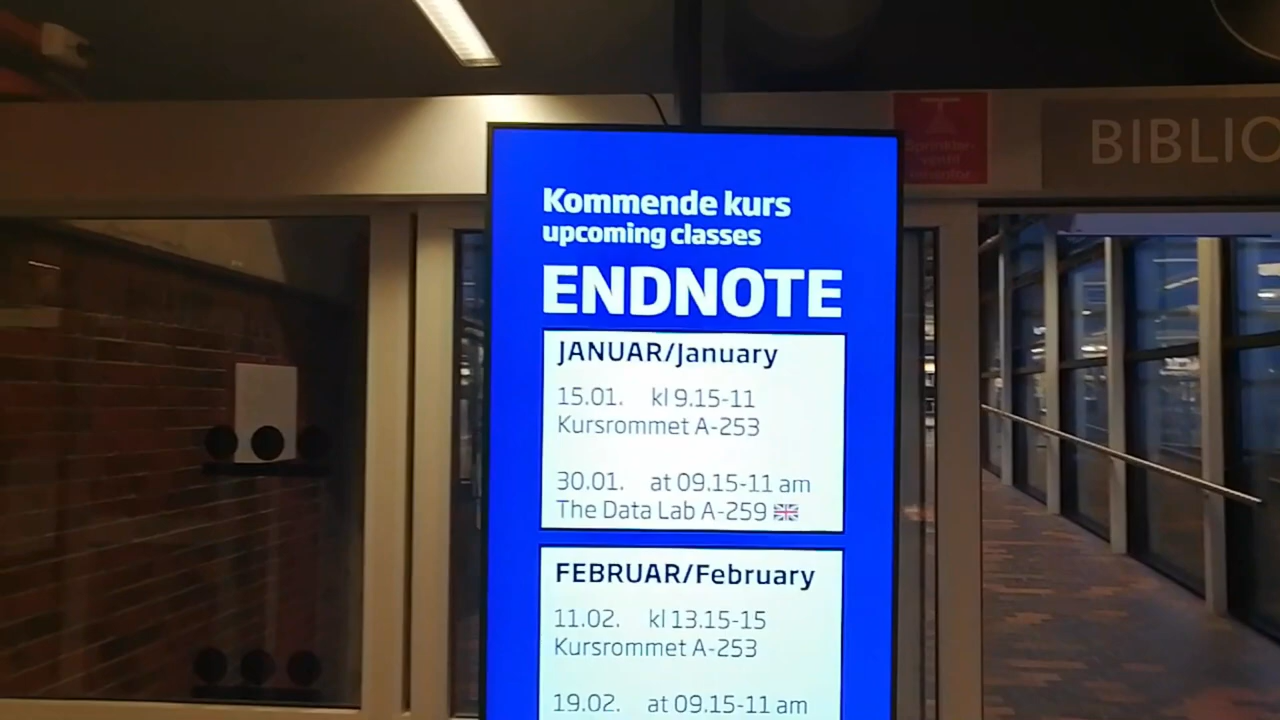 Kommende kurs
upcoming classes
ENDNOTE
JANUAR/January
15.01. kl 9.15-11
Kursrommet A-253
30.01. at 09.15-11 am
The Data Lab A-259
FEBRUAR/February
11.02. kl 13.15-15
Kursrommet A-253
19.02. at 09.15-11 am
Sprinkler-
BIBLIO